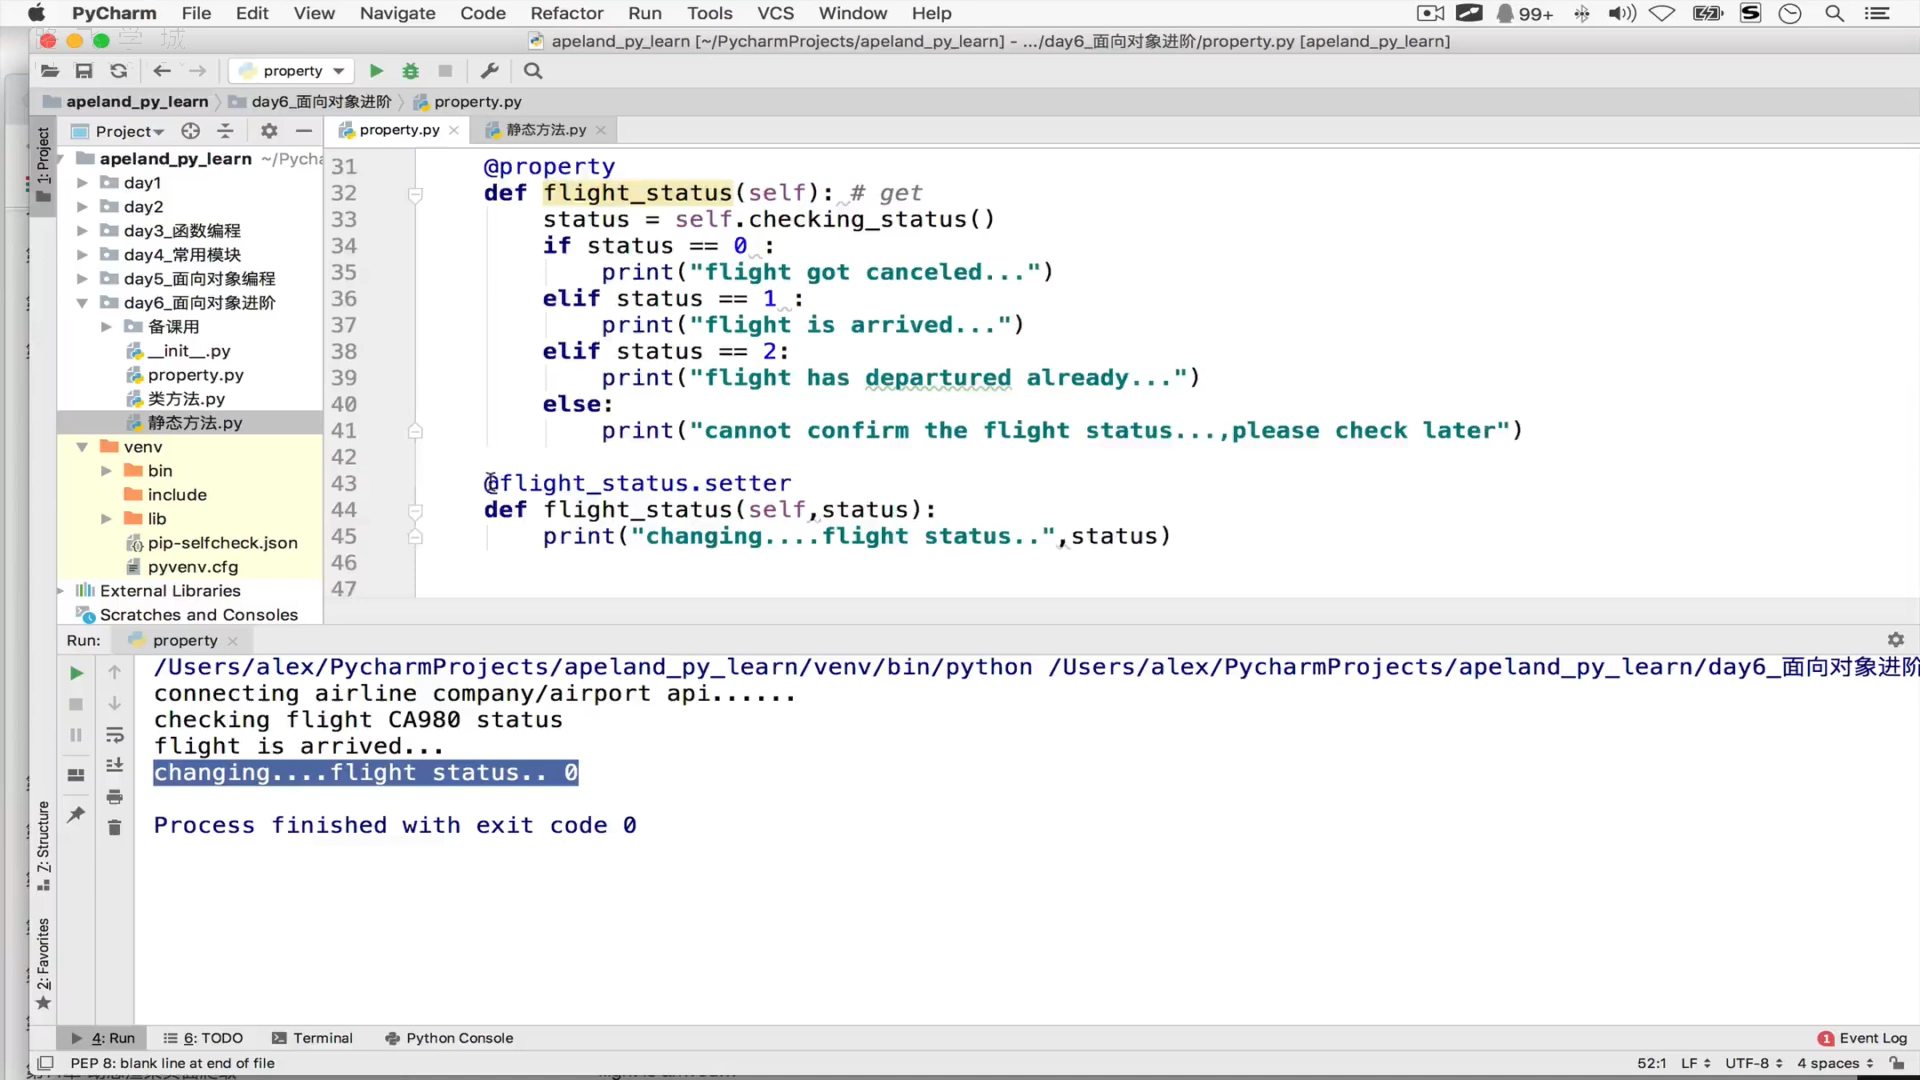 PyCharm File Edit View Navigate Code Refactor Run Tools VCS Window Help 99+
apeland_py_learn [~/PycharmProjects/apeland_py_learn] - .../day6_面向对象进阶/property.py [apeland_py_learn]
property
apeland_py_learn day6_面向对象进阶 property.py
1: Project
Project
property.py
静态方法.py
apeland_py_learn ~/Pycha
day1
day2
day3_函数编程
day4_常用模块
day5_面向对象编程
day6_面向对象进阶
备课用
__init__.py
property.py
类方法.py
静态方法.py
venv
bin
include
lib
pip-selfcheck.json
pyvenv.cfg
External Libraries
Scratches and Consoles
31 @property
32 def flight_status(self): # get
33 status = self.checking_status()
34 if status == 0 :
35 print("flight got canceled...")
36 elif status == 1 :
37 print("flight is arrived...")
38 elif status == 2:
39 print("flight has departured already...")
40 else:
41 print("cannot confirm the flight status...,please check later")
42
43 @flight_status.setter
44 def flight_status(self,status):
45 print("changing....flight status..",status)
46
47
Run: property
/Users/alex/PycharmProjects/apeland_py_learn/venv/bin/python /Users/alex/PycharmProjects/apeland_py_learn/day6_面向对象进阶
connecting airline company/airport api......
checking flight CA980 status
flight is arrived...
changing....flight status.. 0
Process finished with exit code 0
7: Structure
2: Favorites
4: Run 6: TODO Terminal Python Console 1 Event Log
PEP 8: blank line at end of file 52:1 LF UTF-8 4 spaces